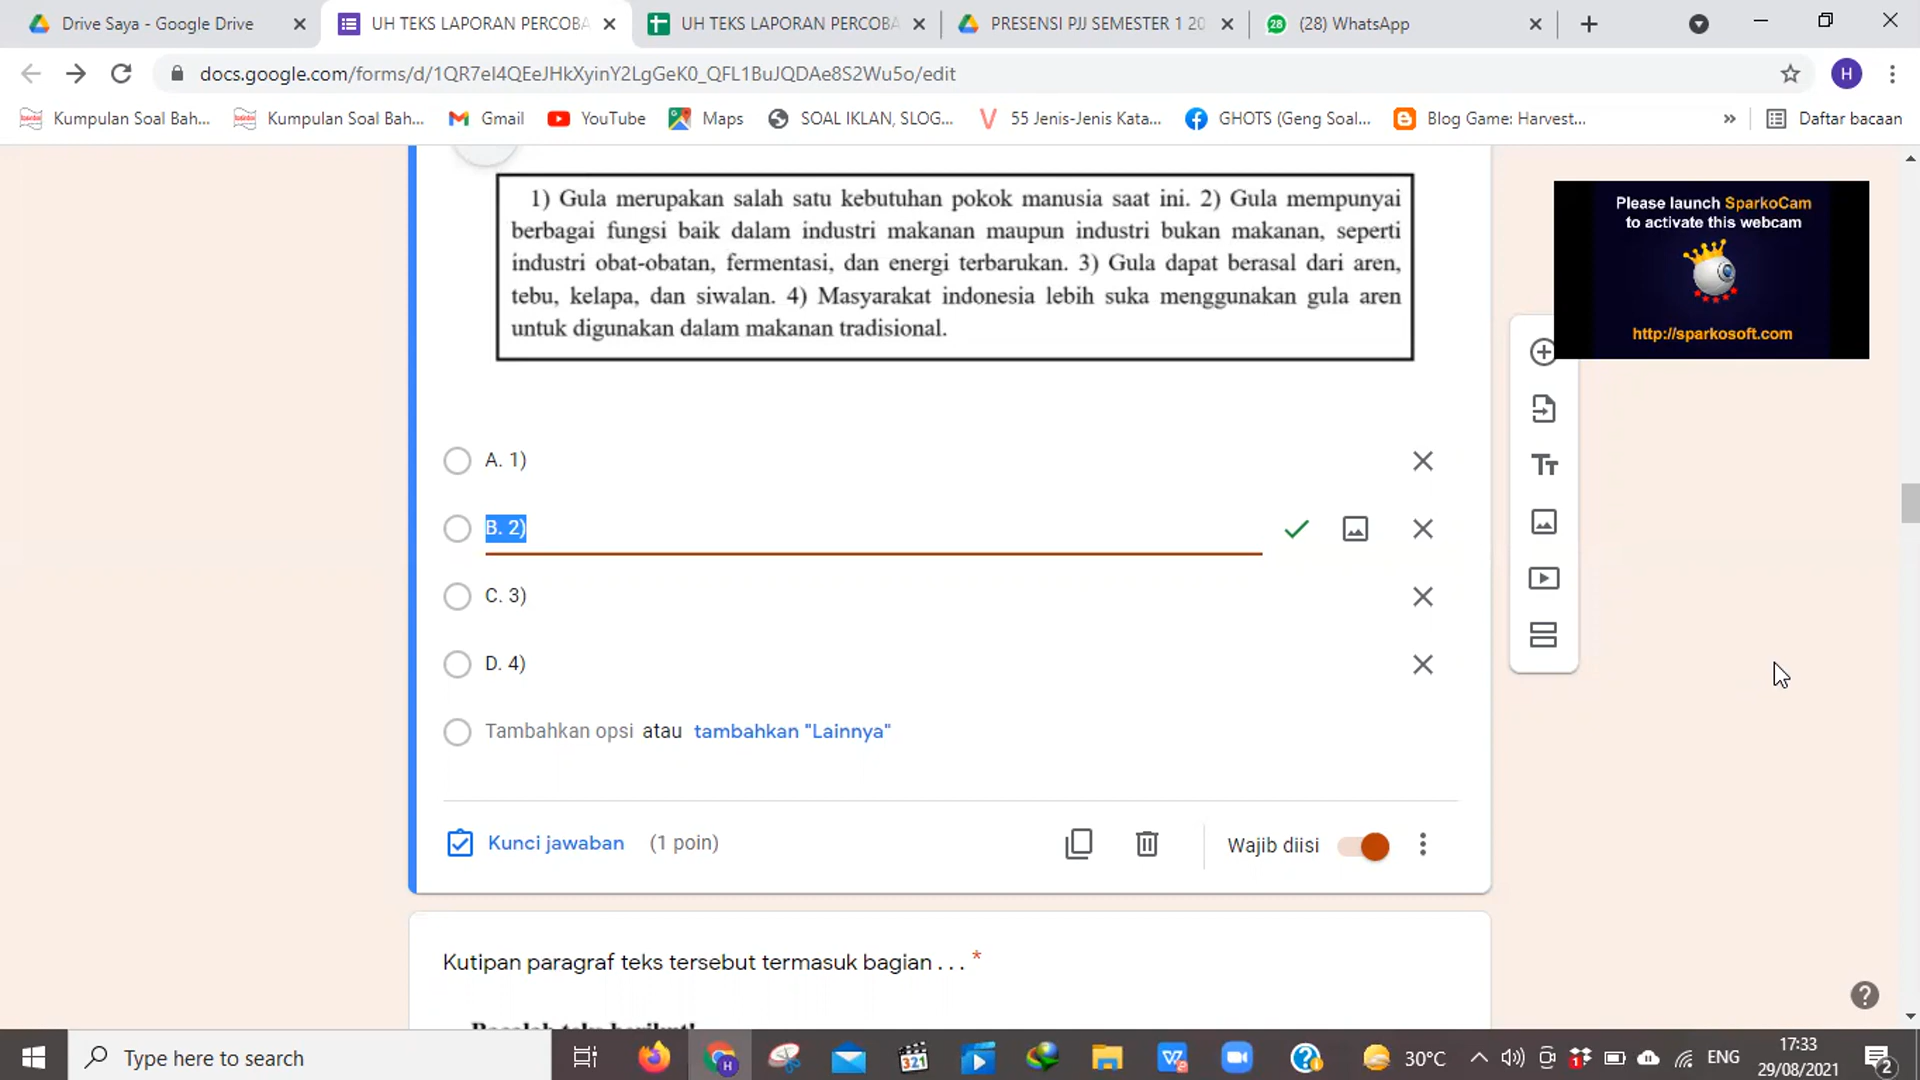 Drive Saya - Google Drive
UH TEKS LAPORAN PERCOBA
UH TEKS LAPORAN PERCOBA
PRESENSI PJJ SEMESTER 1 20
28
(28) WhatsApp
docs.google.com/forms/d/1QR7eI4QEeJHkXyinY2LgGeK0_QFL1BuJQDAe8S2Wu5o/edit
H
Kumpulan Soal Bah...
Kumpulan Soal Bah...
Gmail
YouTube
Maps
SOAL IKLAN, SLOG...
55 Jenis-Jenis Kata...
GHOTS (Geng Soal...
Blog Game: Harvest...
Daftar bacaan
1) Gula merupakan salah satu kebutuhan pokok manusia saat ini. 2) Gula mempunyai
berbagai fungsi baik dalam industri makanan maupun industri bukan makanan, seperti
industri obat-obatan, fermentasi, dan energi terbarukan. 3) Gula dapat berasal dari aren,
tebu, kelapa, dan siwalan. 4) Masyarakat indonesia lebih suka menggunakan gula aren
untuk digunakan dalam makanan tradisional.
Please launch SparkoCam
to activate this webcam
http://sparkosoft.com
A. 1)
B. 2)
C. 3)
D. 4)
Tambahkan opsi atau tambahkan "Lainnya"
Kunci jawaban (1 poin)
Wajib diisi
Kutipan paragraf teks tersebut termasuk bagian . . . *
Type here to search
321
30°C
ENG
17:33
29/08/2021
2